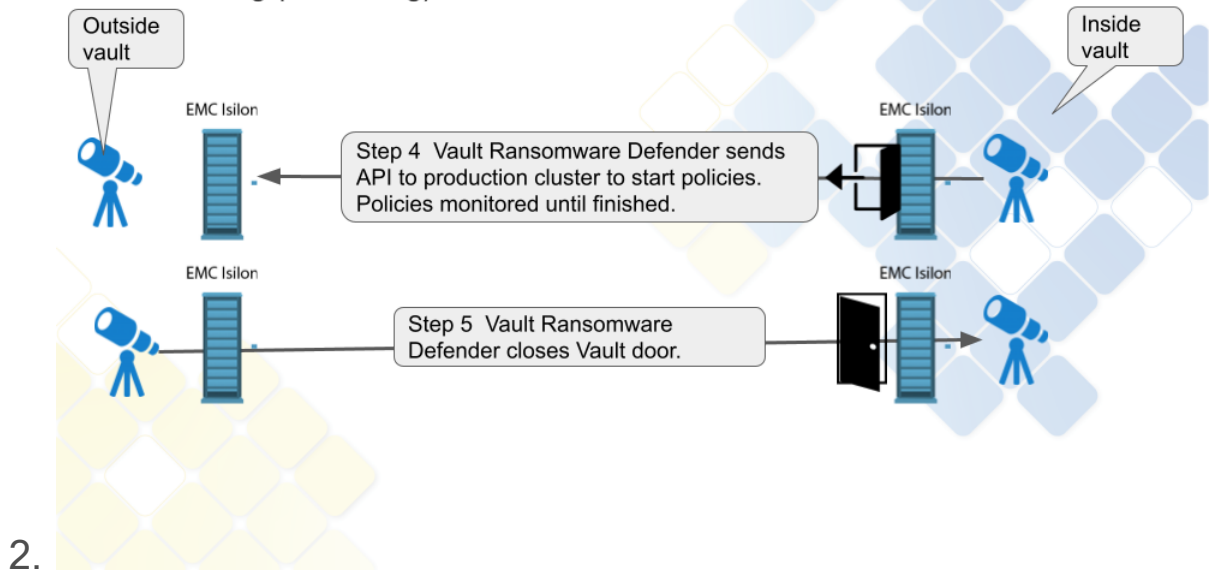 Outside
vault
Inside
vault
EMC Isilon
EMC Isilon
Step 4 Vault Ransomware Defender sends
API to production cluster to start policies.
Policies monitored until finished.
EMC Isilon
EMC Isilon
Step 5 Vault Ransomware
Defender closes Vault door.
2.